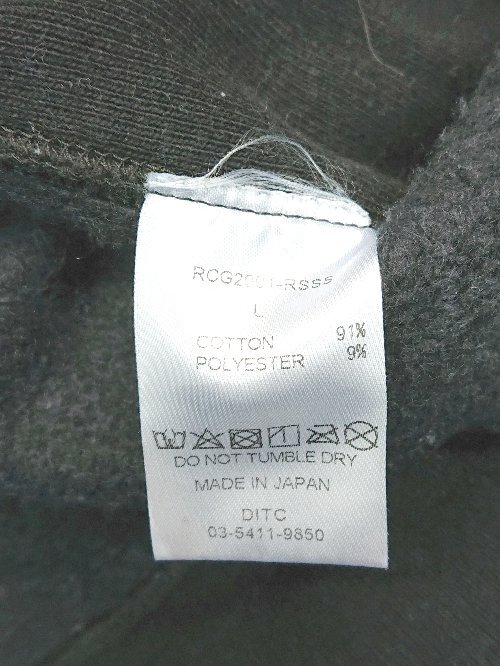 L
COTTON 91%
POLYESTER 9%
DO NOT TUMBLE DRY
MADE IN JAPAN
DITC
03-5411-9850